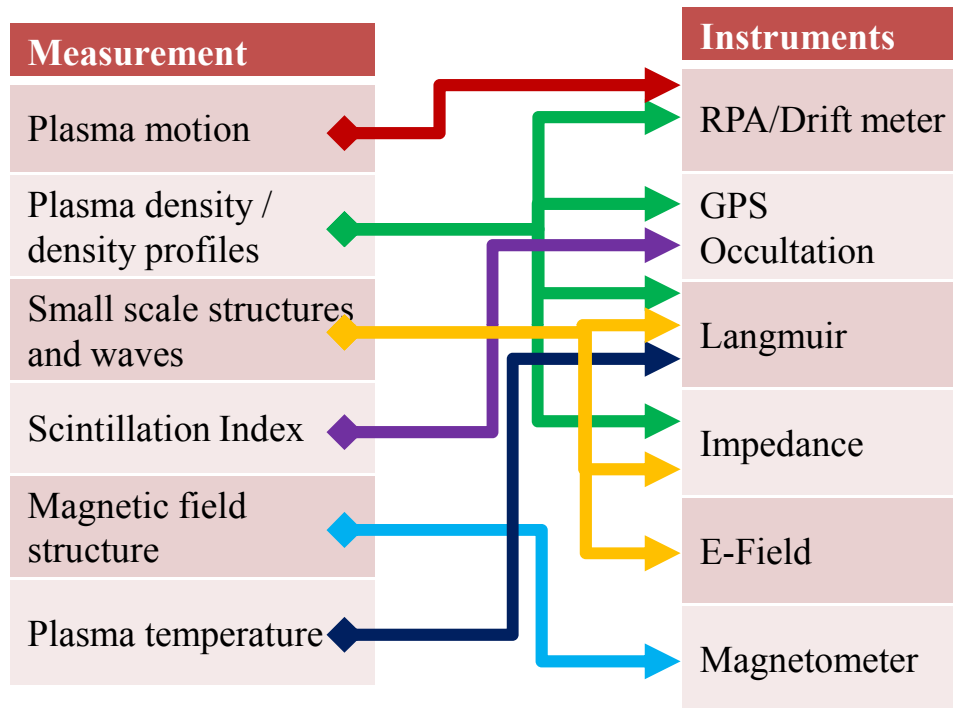 Measurement
Plasma motion
Plasma density /
density profiles
Small scale structures
and waves
Scintillation Index
Magnetic field
structure
Plasma temperature
Instruments
RPA/Drift meter
GPS
Occultation
Langmuir
Impedance
E-Field
Magnetometer